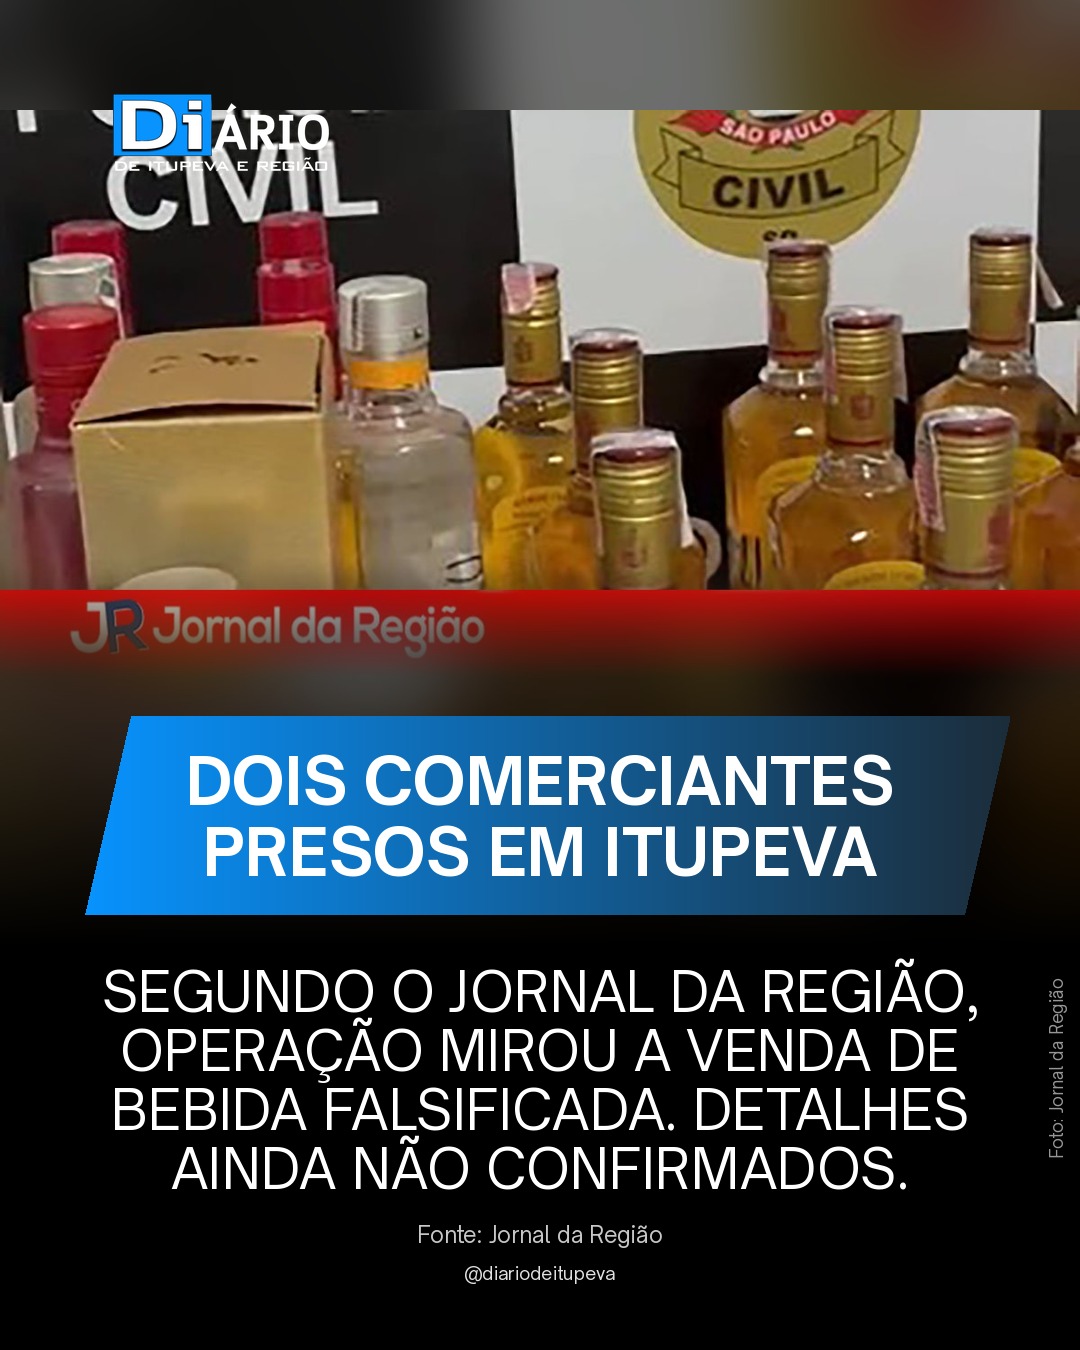 DiÁRIO
DE ITUPEVA E REGIÃO
CIVIL
SÃO PAULO
CIVIL
SP
JR Jornal da Região
DOIS COMERCIANTES
PRESOS EM ITUPEVA
SEGUNDO O JORNAL DA REGIÃO,
OPERAÇÃO MIROU A VENDA DE
BEBIDA FALSIFICADA. DETALHES
AINDA NÃO CONFIRMADOS.
Foto: Jornal da Região
Fonte: Jornal da Região
@diariodeitupeva